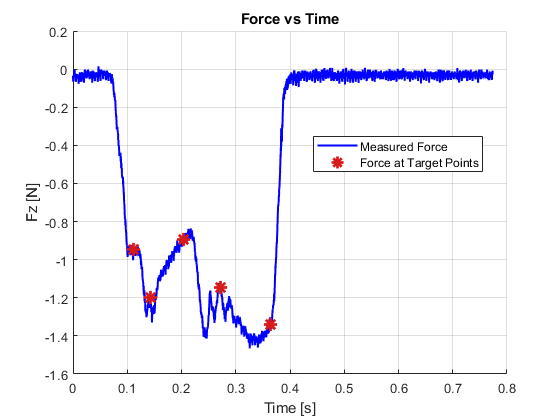 Force vs Time
0.2
0
-0.2
-0.4
-0.6
-0.8
-1
-1.2
-1.4
-1.6
Fz [N]
Measured Force
Force at Target Points
0 0.1 0.2 0.3 0.4 0.5 0.6 0.7 0.8
Time [s]